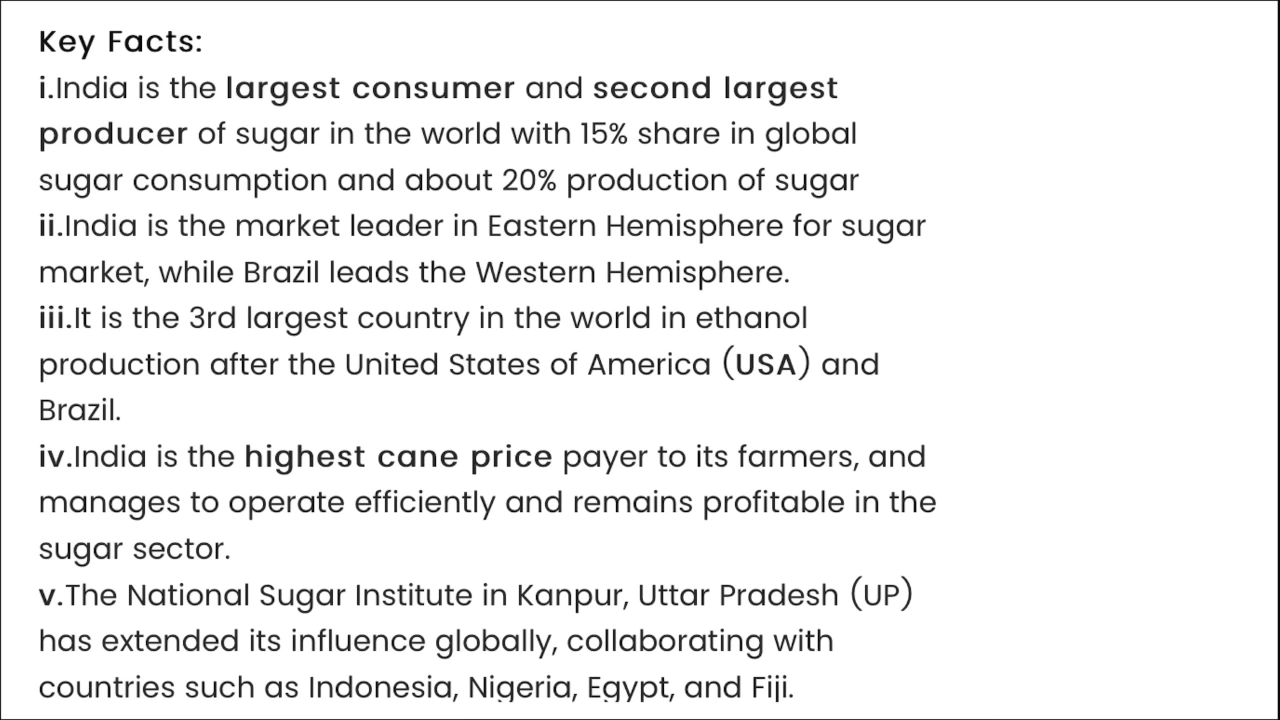 Key Facts:
i.India is the largest consumer and second largest
producer of sugar in the world with 15% share in global
sugar consumption and about 20% production of sugar
ii.India is the market leader in Eastern Hemisphere for sugar
market, while Brazil leads the Western Hemisphere.
iii.It is the 3rd largest country in the world in ethanol
production after the United States of America (USA) and
Brazil.
iv.India is the highest cane price payer to its farmers, and
manages to operate efficiently and remains profitable in the
sugar sector.
v.The National Sugar Institute in Kanpur, Uttar Pradesh (UP)
has extended its influence globally, collaborating with
countries such as Indonesia, Nigeria, Egypt, and Fiji.